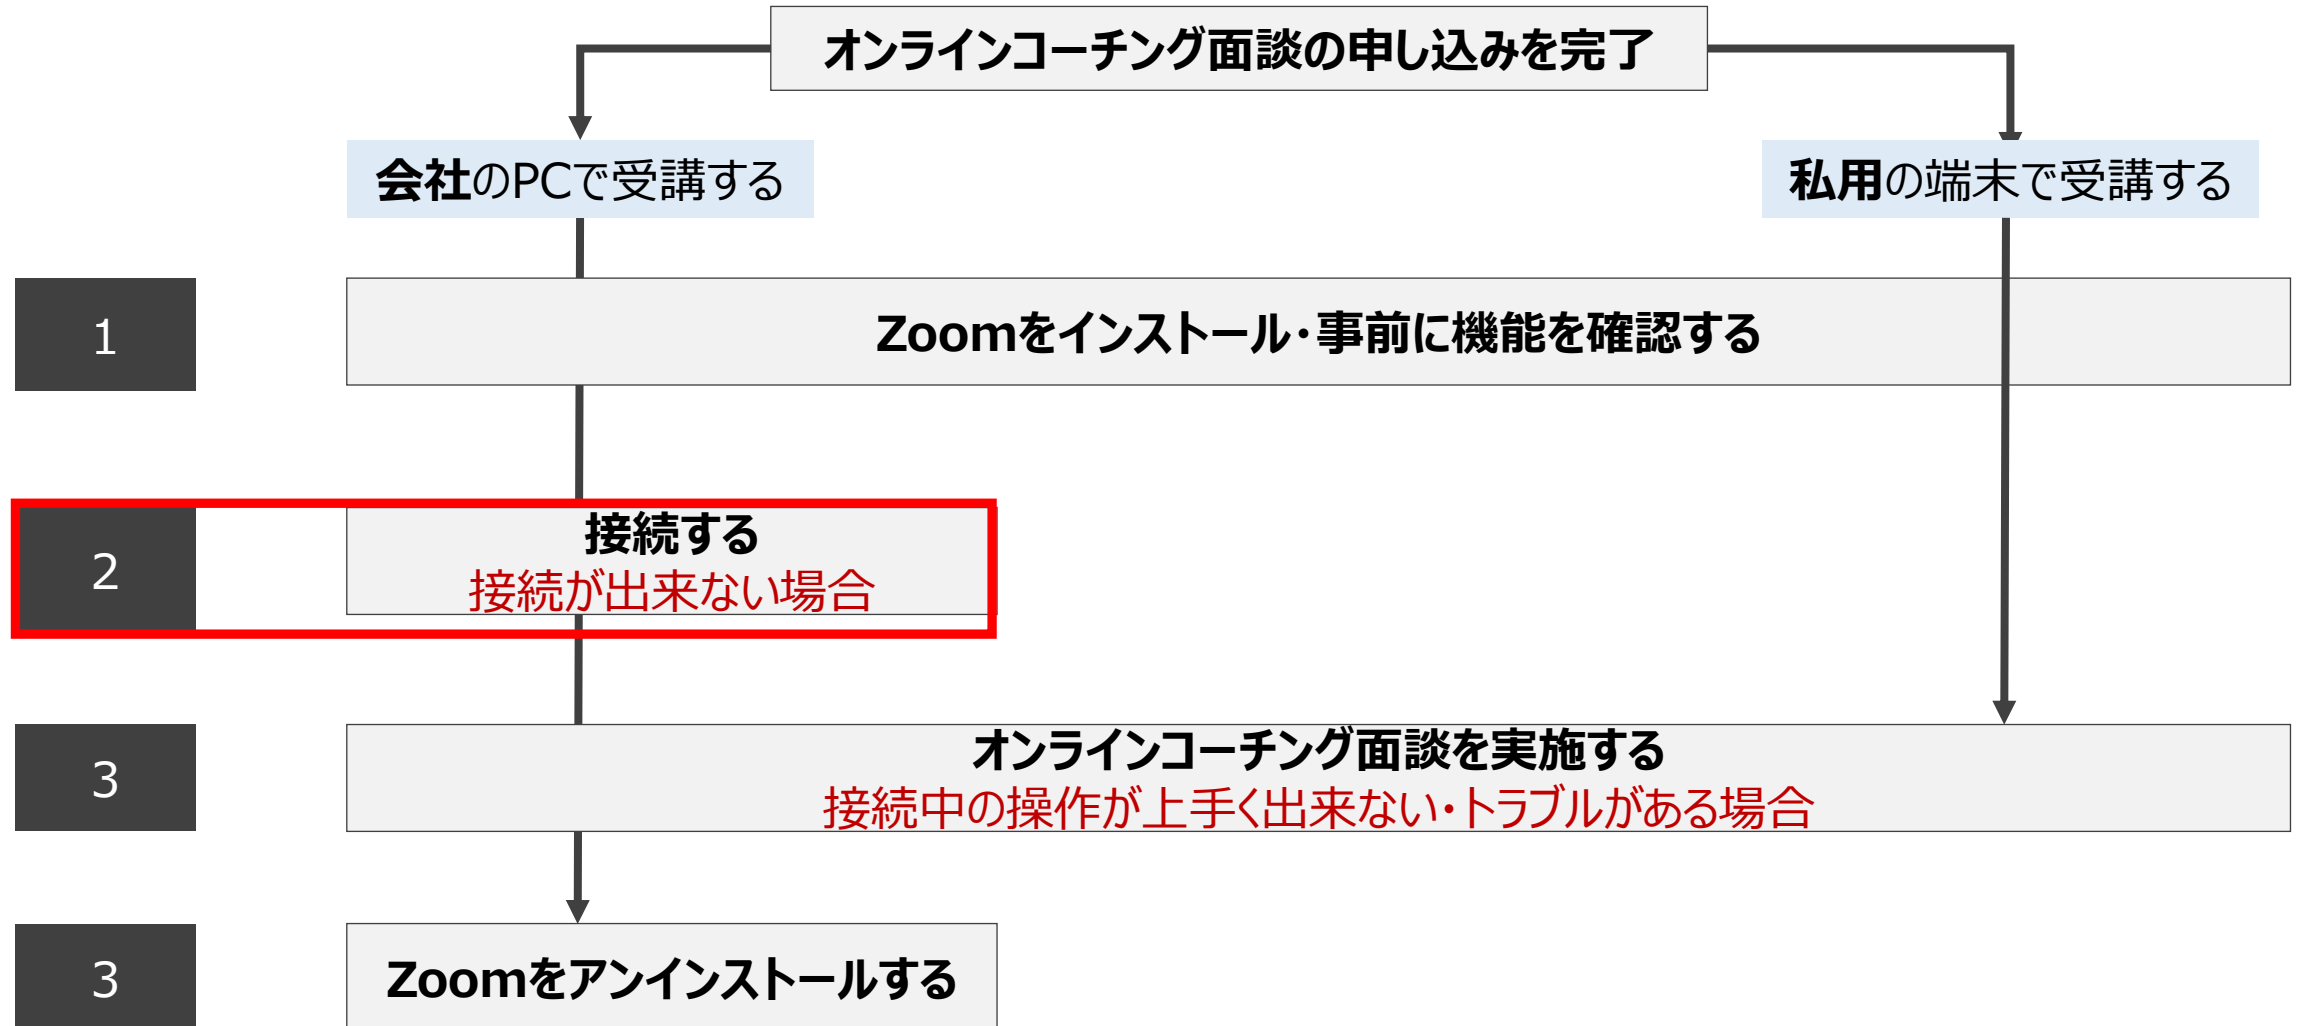 オンラインコーチング面談の申し込みを完了
会社のPCで受講する
私用の端末で受講する
1
Zoomをインストール・事前に機能を確認する
2
接続する
接続が出来ない場合
3
オンラインコーチング面談を実施する
接続中の操作が上手く出来ない・トラブルがある場合
3
Zoomをアンインストールする